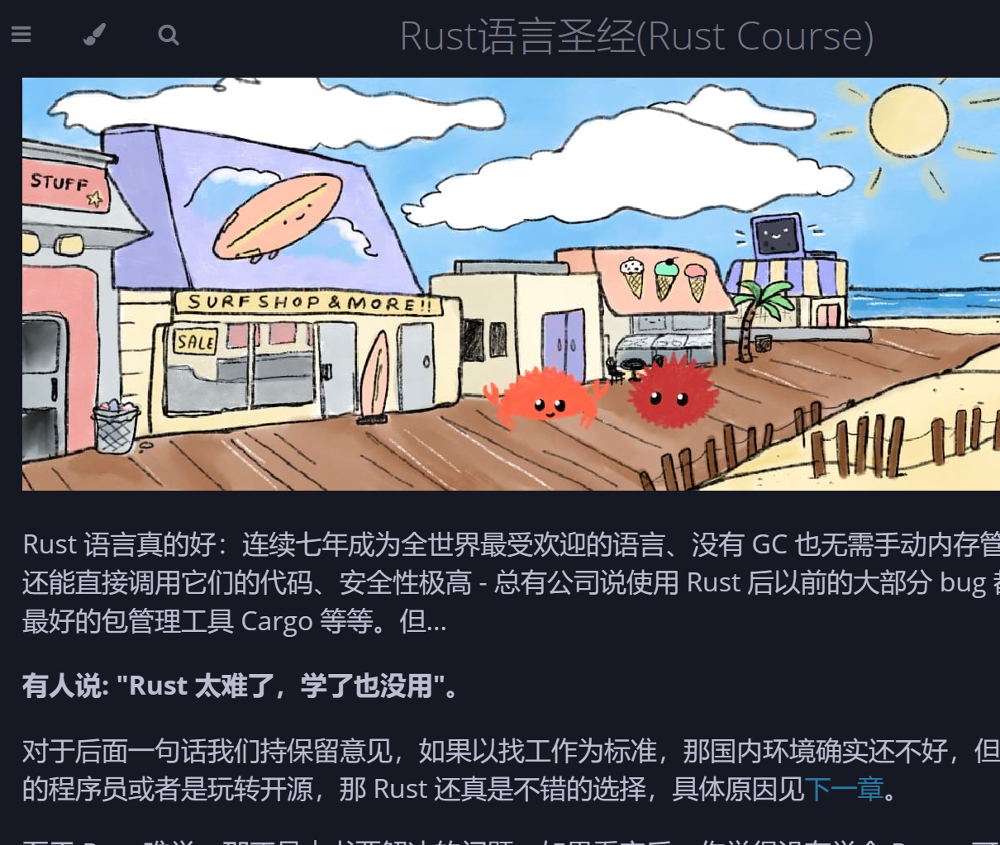 Rust语言圣经(Rust Course)
STUFF
SURF SHOP & MORE!!
SALE
Rust 语言真的好：连续七年成为全世界最受欢迎的语言、没有 GC 也无需手动内存管
还能直接调用它们的代码、安全性极高 - 总有公司说使用 Rust 后以前的大部分 bug 都
最好的包管理工具 Cargo 等等。但...
有人说: "Rust 太难了，学了也没用"。
对于后面一句话我们持保留意见，如果以找工作为标准，那国内环境确实还不好，但
的程序员或者是玩转开源，那 Rust 还真是不错的选择，具体原因见下一章。